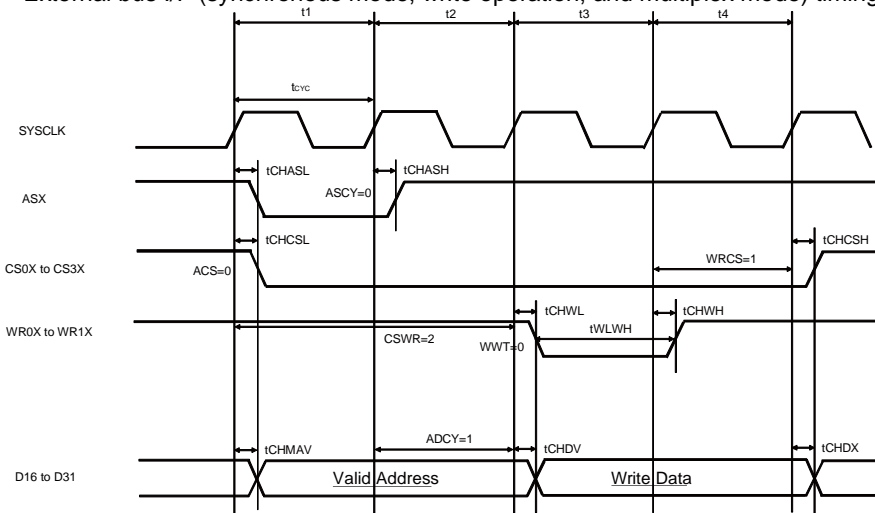 External bus I/F (synchronous mode, write operation, and multiplex mode) timing
t1 t2 t3 t4
tCYC
SYSCLK
tCHASL tCHASH
ASCY=0
ASX
tCHCSL tCHCSH
WRCS=1
CS0X to CS3X ACS=0
tCHWL tCHWH
WR0X to WR1X
tWLWH
CSWR=2
WWT=0
ADCY=1
tCHMAV tCHDV tCHDX
D16 to D31 Valid Address Write Data